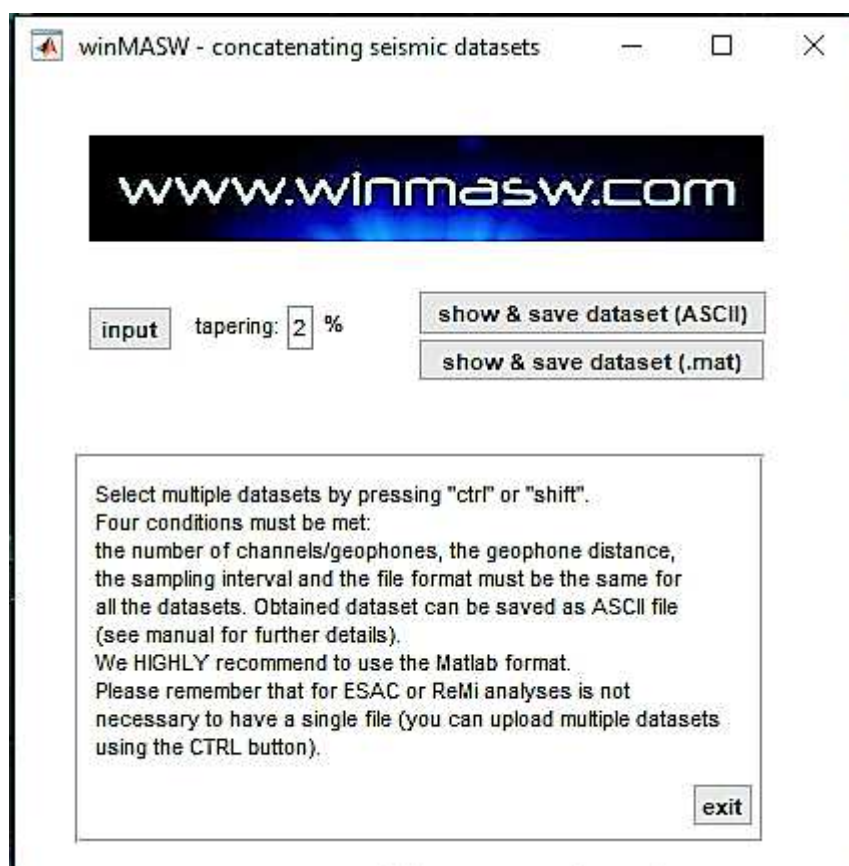 winMASW - concatenating seismic datasets
www.winmasw.com
input tapering: 2 % show & save dataset (ASCII)
show & save dataset (.mat)
Select multiple datasets by pressing "ctrl" or "shift".
Four conditions must be met:
the number of channels/geophones, the geophone distance,
the sampling interval and the file format must be the same for
all the datasets. Obtained dataset can be saved as ASCII file
(see manual for further details).
We HIGHLY recommend to use the Matlab format.
Please remember that for ESAC or ReMi analyses is not
necessary to have a single file (you can upload multiple datasets
using the CTRL button).
exit